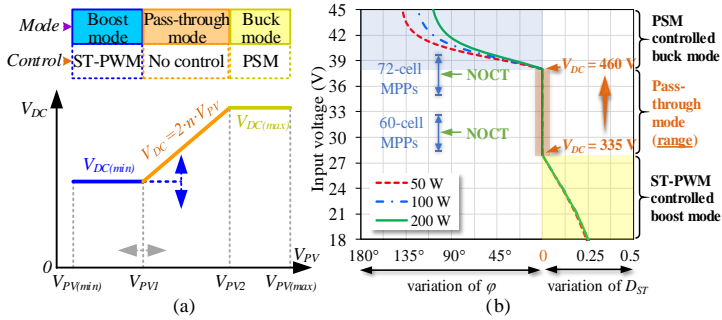 Mode
Boost mode
Pass-through mode
Buck mode
Control
ST-PWM
No control
PSM
V_DC
V_DC(max)
V_DC = 2·n·V_PV
V_DC(min)
0
V_PV
V_PV(min)
V_PV1
V_PV2
V_PV(max)
(a)
Input voltage (V)
45
42
39
36
33
30
27
24
21
18
72-cell
MPPs
NOCT
60-cell
MPPs
NOCT
50 W
100 W
200 W
V_DC = 460 V
V_DC = 335 V
180°
135°
90°
45°
0
0.25
0.5
variation of φ
variation of D_ST
(b)
PSM
controlled
buck mode
Pass-
through
mode
(range)
ST-PWM
controlled
boost mode